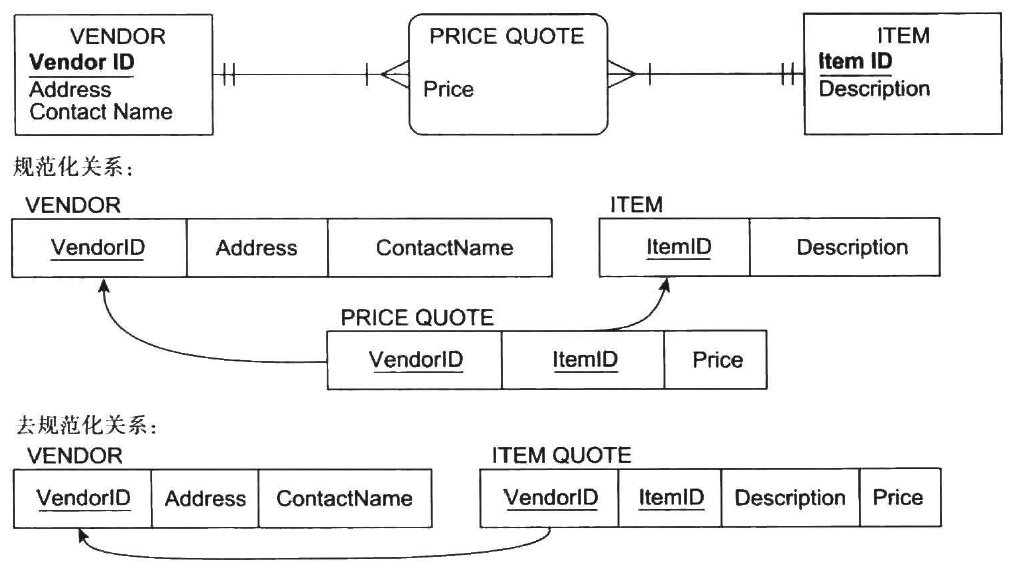 VENDOR
Vendor ID
Address
Contact Name
PRICE QUOTE
Price
ITEM
Item ID
Description
规范化关系:
VENDOR
VendorID Address ContactName
ITEM
ItemID Description
PRICE QUOTE
VendorID ItemID Price
去规范化关系:
VENDOR
VendorID Address ContactName
ITEM QUOTE
VendorID ItemID Description Price